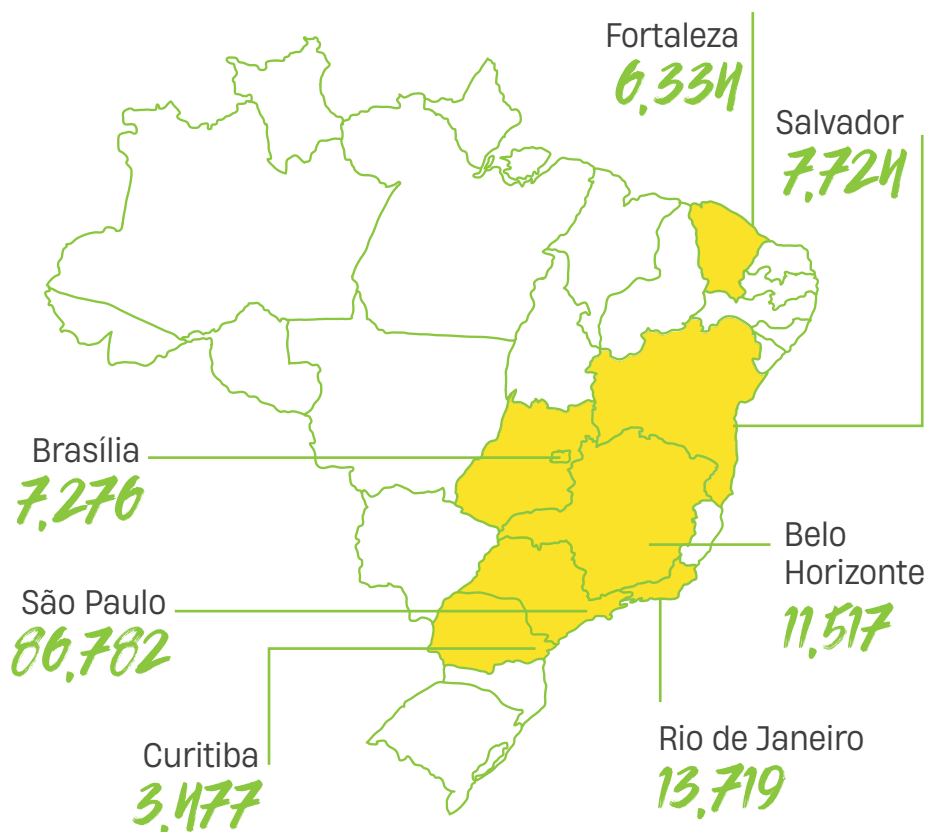 Fortaleza
6.334
Salvador
7.724
Brasília
7.276
Belo
Horizonte
11.517
São Paulo
86.782
Rio de Janeiro
13.719
Curitiba
3.477